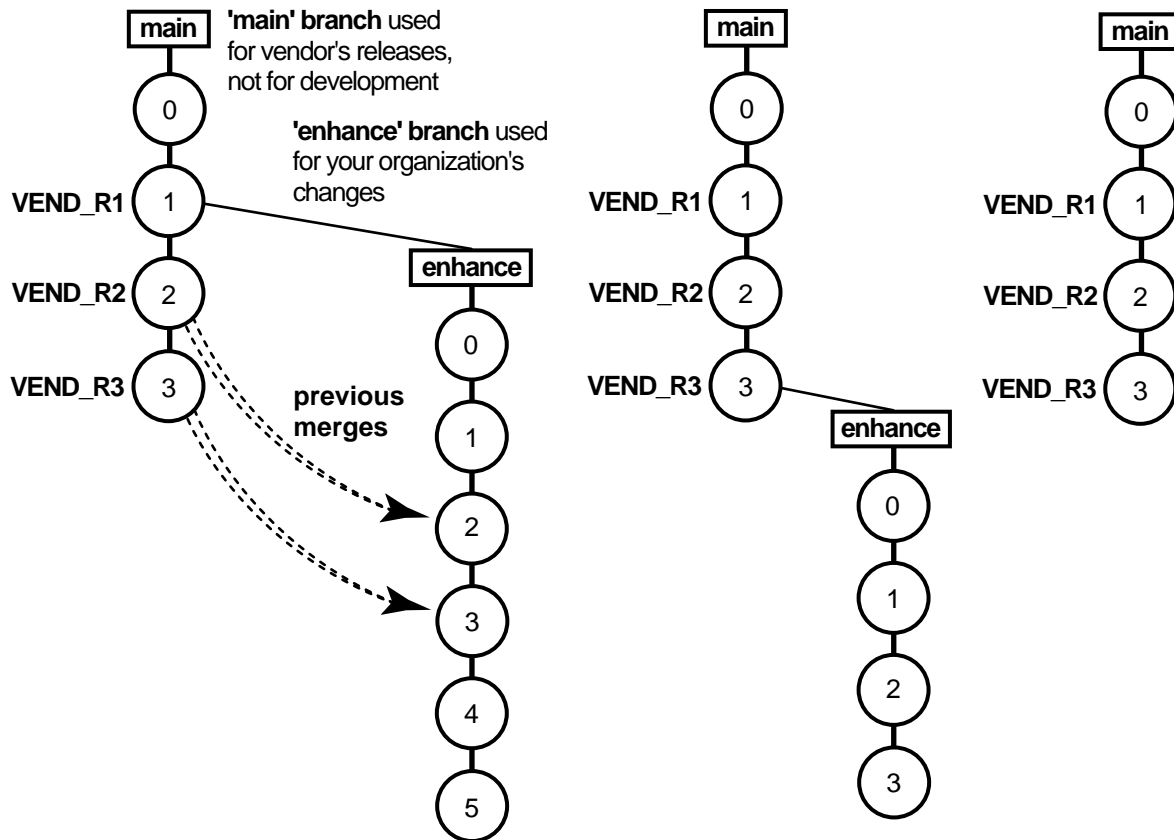 main
'main' branch used
for vendor's releases,
not for development
0
'enhance' branch used
for your organization's
changes
VEND_R1
1
enhance
VEND_R2
2
0
VEND_R3
3
previous
merges
1
2
3
4
5
main
0
VEND_R1
1
VEND_R2
2
VEND_R3
3
enhance
0
1
2
3
main
0
VEND_R1
1
VEND_R2
2
VEND_R3
3